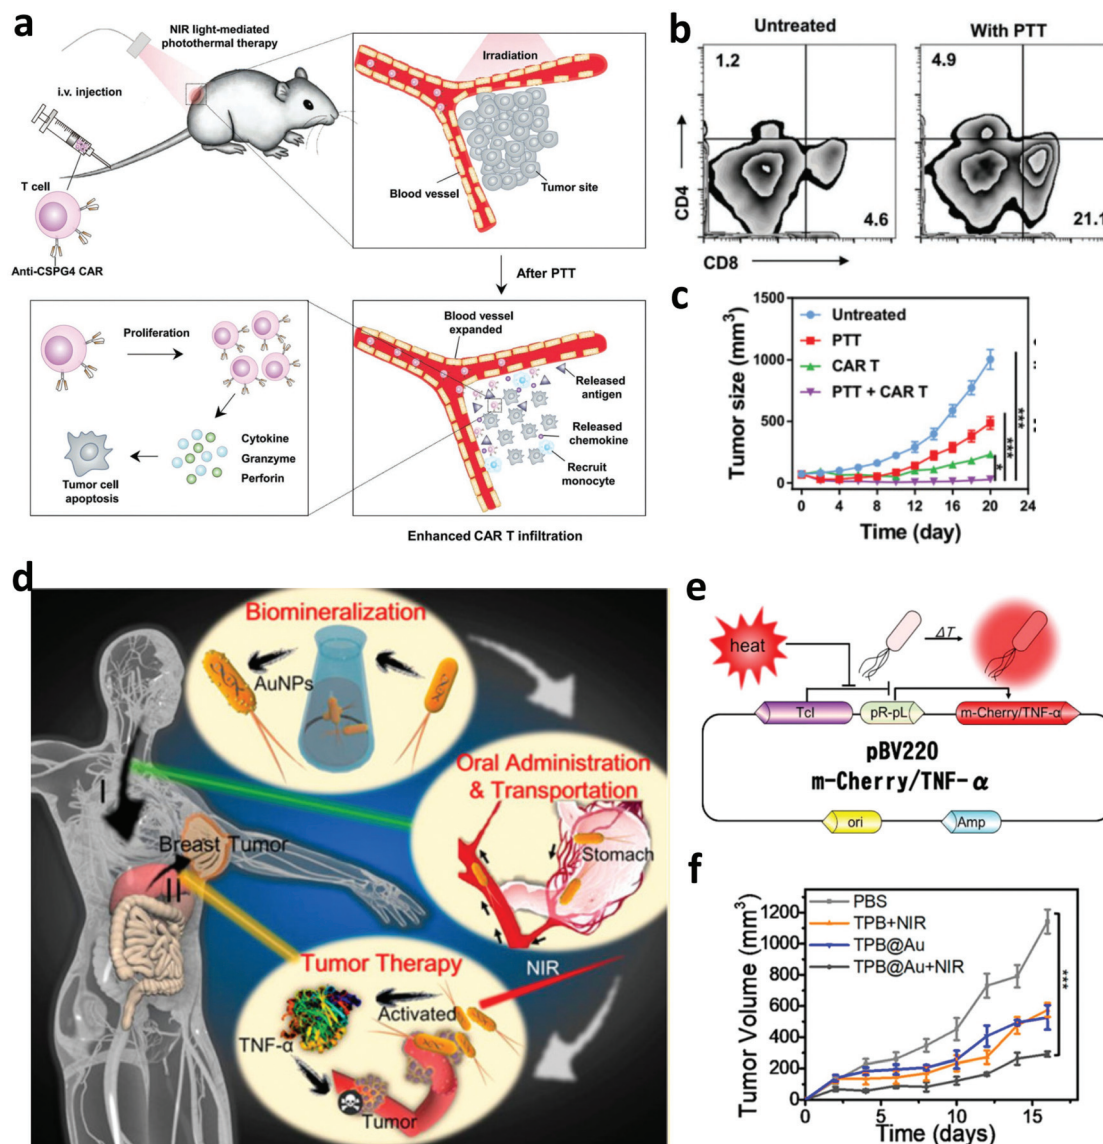 a
NIR light-mediated
photothermal therapy
i.v. injection
T cell
Anti-CSPG4 CAR
Irradiation
Blood vessel
Tumor site
After PTT
Proliferation
Cytokine
Granzyme
Perforin
Tumor cell
apoptosis
Blood vessel
expanded
Released
antigen
Released
chemokine
Recruit
monocyte
Enhanced CAR T infiltration
b
Untreated
With PTT
1.2
4.6
4.9
21.1
CD4
CD8
c
Tumor size (mm³)
1500
1000
500
0
Untreated
PTT
CAR T
PTT + CAR T
***
***
*
0 4 8 12 16 20 24
Time (day)
d
Biomineralization
AuNPs
Oral Administration
& Transportation
Stomach
I
Breast Tumor
II
NIR
Tumor Therapy
Activated
TNF-α
Tumor
e
heat
ΔT
TcI
pR-pL
m-Cherry/TNF-α
pBV220
m-Cherry/TNF-α
ori
Amp
f
Tumor Volume (mm³)
1200
1000
800
600
400
200
0
PBS
TPB+NIR
TPB@Au
TPB@Au+NIR
***
0 5 10 15
Time (days)